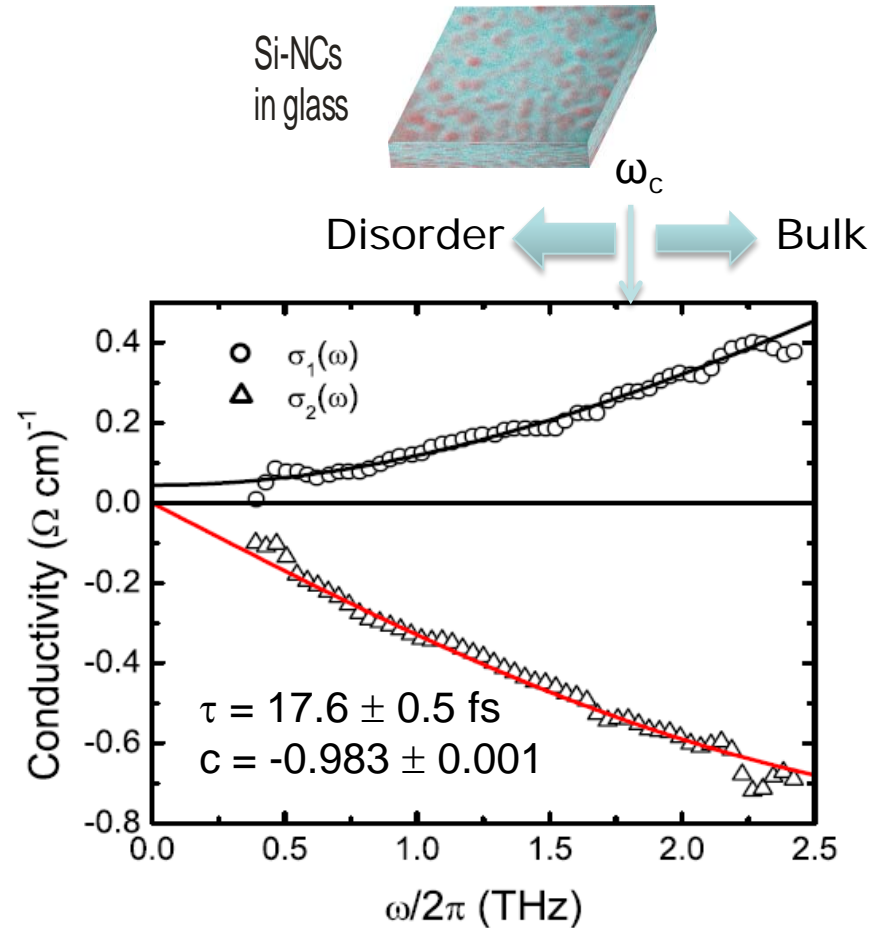 Si-NCs
in glass
ω_c
Disorder Bulk
σ₁(ω)
σ₂(ω)
0.4
0.2
0.0
-0.2
-0.4
-0.6
-0.8
Conductivity (Ω cm)⁻¹
τ = 17.6 ± 0.5 fs
c = -0.983 ± 0.001
0.0 0.5 1.0 1.5 2.0 2.5
ω/2π (THz)